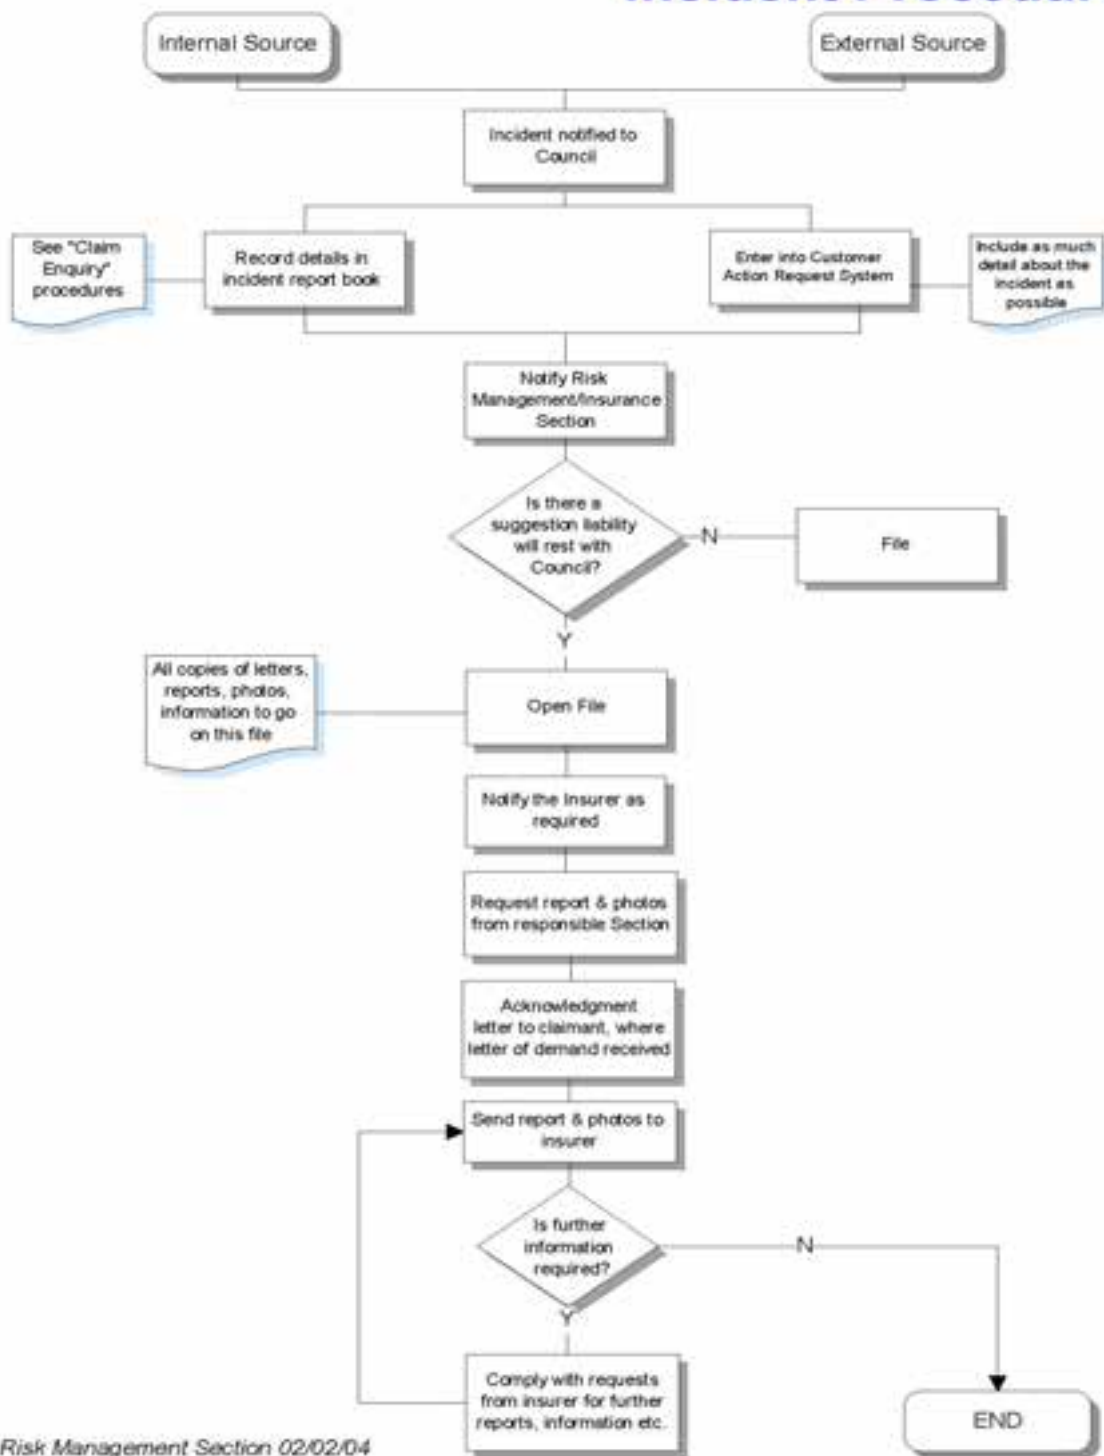 Internal Source
External Source
Incident notified to
Council
See "Claim
Enquiry"
procedures
Record details in
incident report book
Enter into Customer
Action Request System
Include as much
detail about the
incident as
possible
Notify Risk
Management/Insurance
Section
Is there a
suggestion liability
will rest with
Council?
N
File
Y
All copies of letters,
reports, photos,
information to go
on this file
Open File
Notify the Insurer as
required
Request report & photos
from responsible Section
Acknowledgment
letter to claimant, where
letter of demand received
Send report & photos to
insurer
Is further
information
required?
N
Y
Comply with requests
from insurer for further
reports, information etc.
END
Risk Management Section 02/02/04